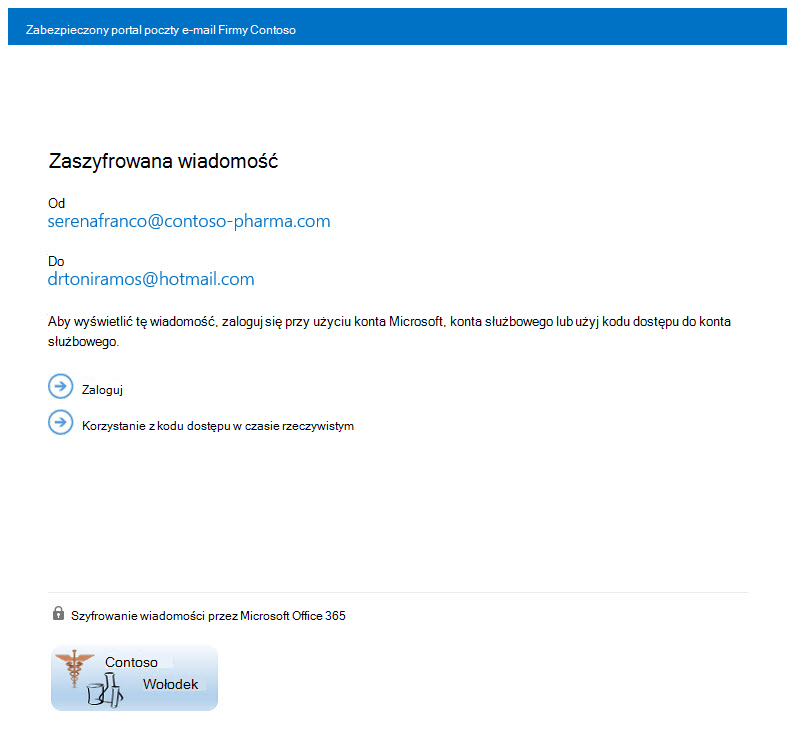 Zabezpieczony portal poczty e-mail Firmy Contoso
Zaszyfrowana wiadomość
Od
serenafranco@contoso-pharma.com
Do
drtoniramos@hotmail.com
Aby wyświetlić tę wiadomość, zaloguj się przy użyciu konta Microsoft, konta służbowego lub użyj kodu dostępu do konta
służbowego.
Zaloguj
Korzystanie z kodu dostępu w czasie rzeczywistym
Szyfrowanie wiadomości przez Microsoft Office 365
Contoso
Wołodek